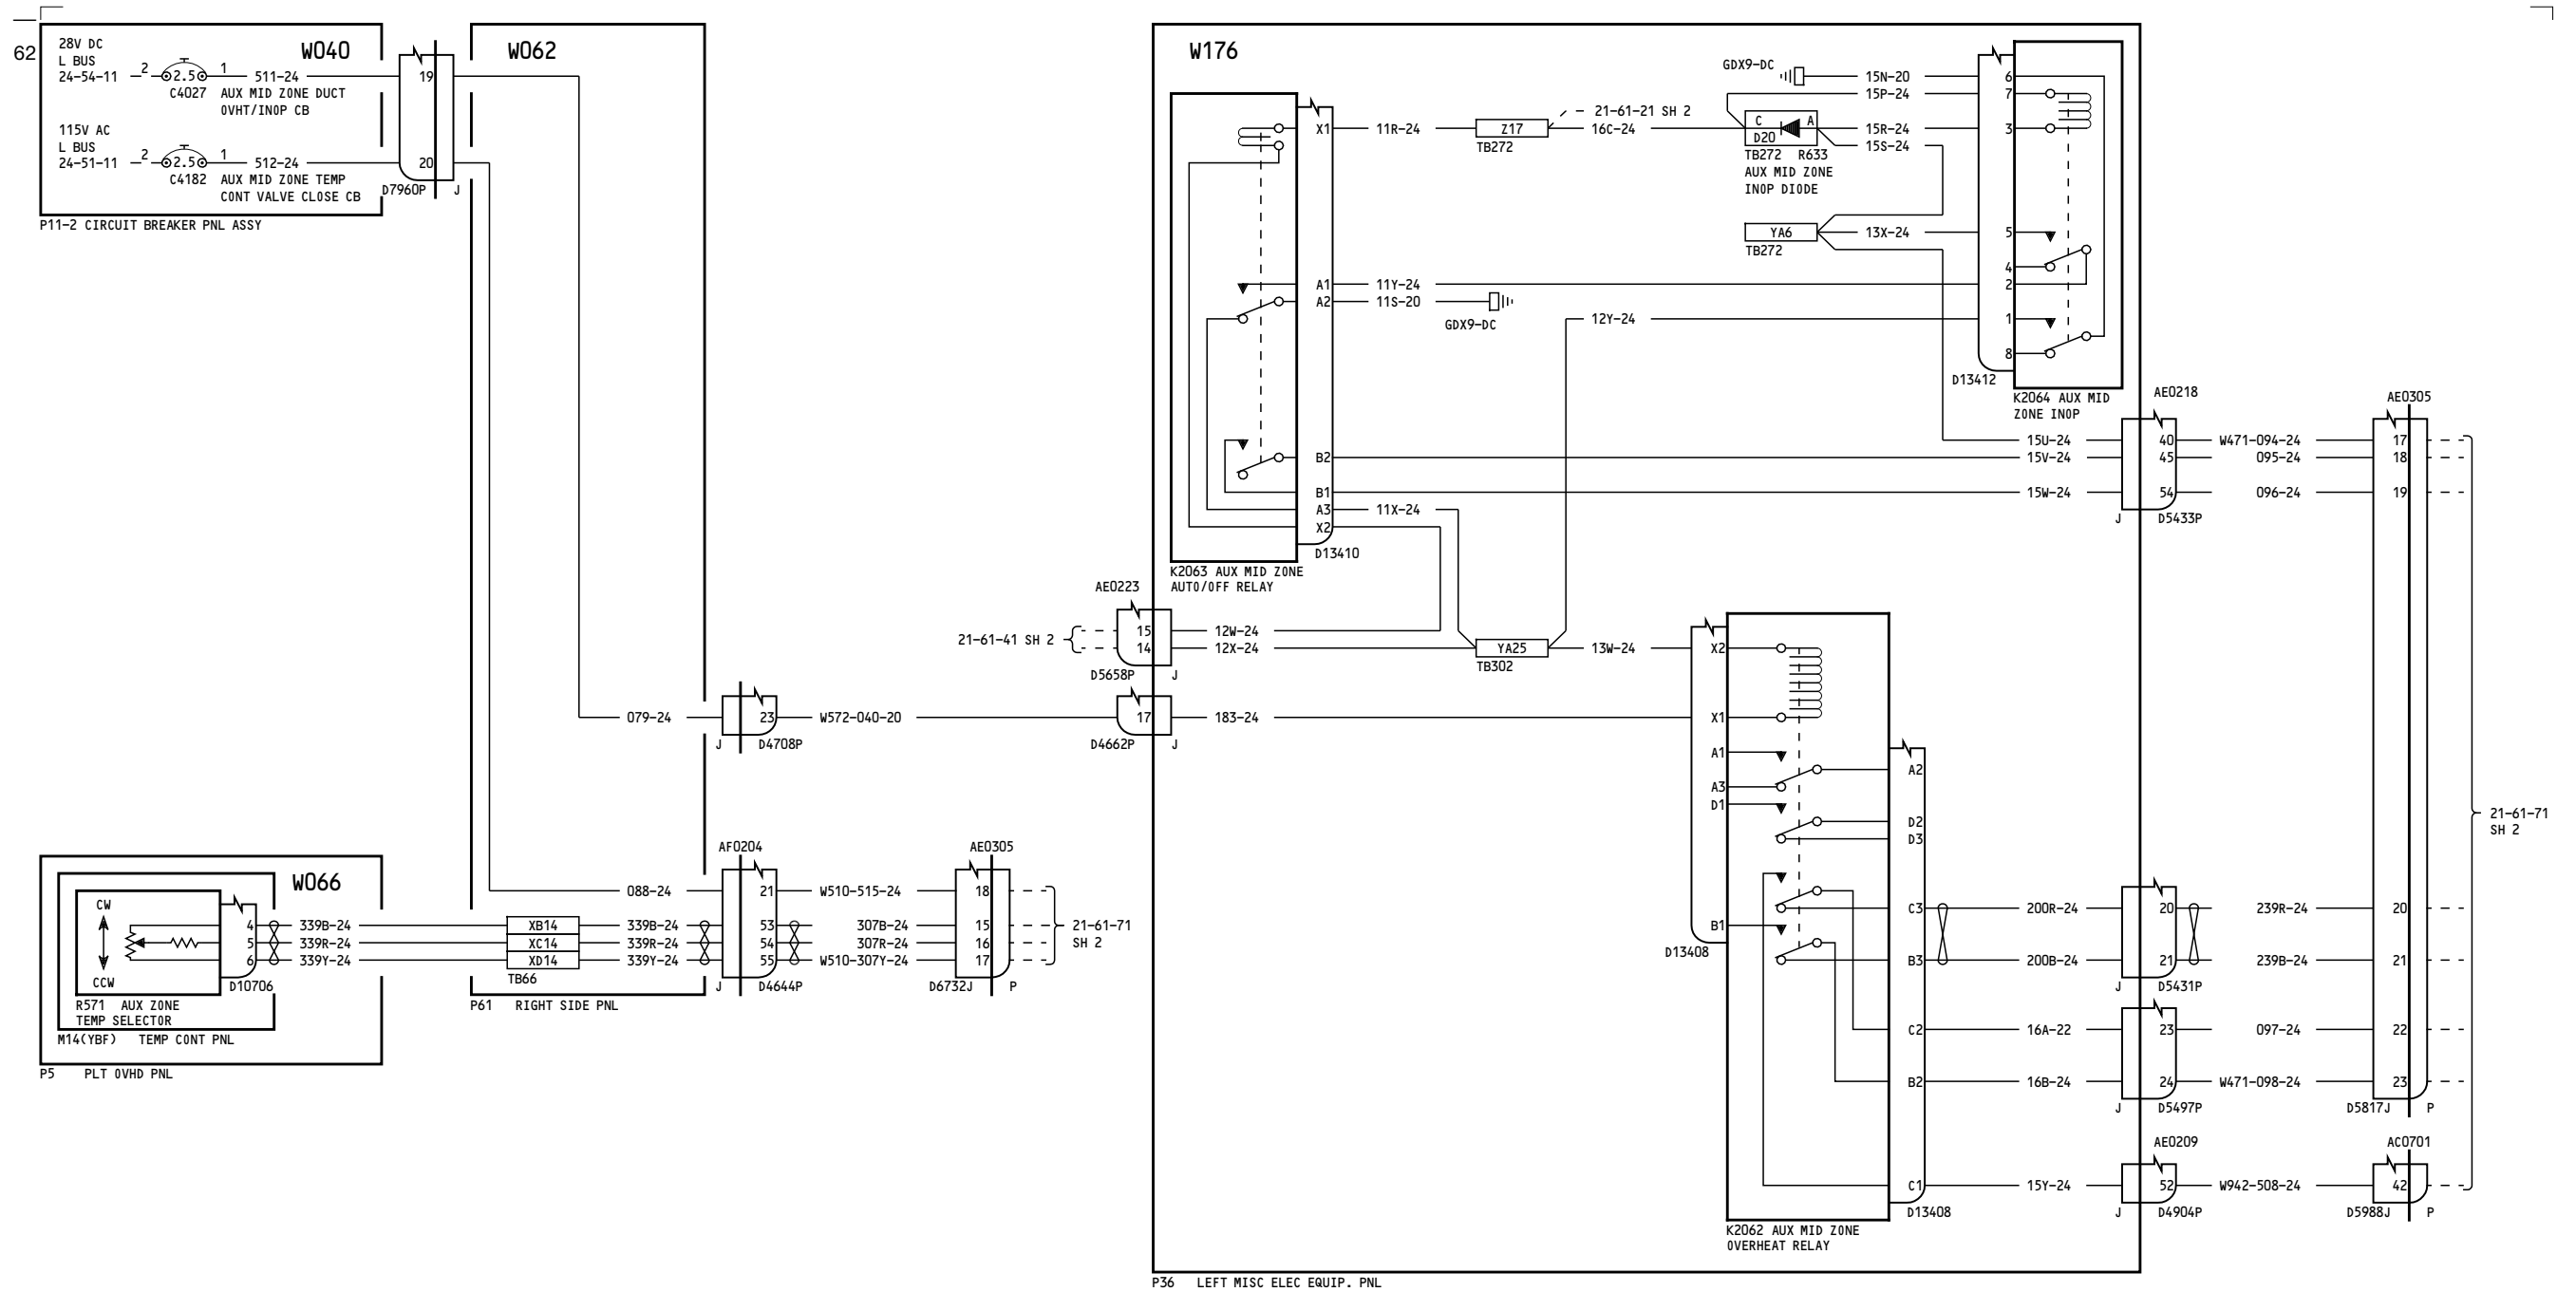 62
28V DC
L BUS
24-54-11
2
2.5
1
511-24
C4027
AUX MID ZONE DUCT
OVHT/INOP CB
115V AC
L BUS
24-51-11
2
2.5
1
512-24
C4182
AUX MID ZONE TEMP
CONT VALVE CLOSE CB
W040
P11-2 CIRCUIT BREAKER PNL ASSY
19
20
D7960P
J
W062
079-24
088-24
XB14
XC14
XD14
TB66
339B-24
339R-24
339Y-24
P61 RIGHT SIDE PNL
W066
CW
CCW
4
5
6
D10706
339B-24
339R-24
339Y-24
R571 AUX ZONE
TEMP SELECTOR
M14(YBF) TEMP CONT PNL
P5 PLT OVHD PNL
23
J
D4708P
W572-040-20
17
D4662P
J
AF0204
21
53
54
55
J
D4644P
W510-515-24
307B-24
307R-24
W510-307Y-24
AE0305
18
15
16
17
D6732J
P
21-61-71
SH 2
AE0223
21-61-41 SH 2
15
14
D5658P
J
12W-24
12X-24
183-24
W176
X1
A1
A2
B2
B1
A3
X2
D13410
K2063 AUX MID ZONE
AUTO/OFF RELAY
11R-24
Z17
TB272
21-61-21 SH 2
16C-24
11Y-24
11S-20
GDX9-DC
11X-24
12Y-24
YA25
TB302
13W-24
GDX9-DC
15N-20
15P-24
C
A
D20
TB272 R633
AUX MID ZONE
INOP DIODE
15R-24
15S-24
YA6
TB272
13X-24
6
7
3
5
4
2
1
8
D13412
K2064 AUX MID
ZONE INOP
15U-24
15V-24
15W-24
AE0218
40
45
54
J
D5433P
W471-094-24
095-24
096-24
AE0305
17
18
19
20
21
22
23
D5817J
P
21-61-71
SH 2
X2
X1
A1
A3
D1
B1
D13408
A2
D2
D3
C3
B3
C2
B2
C1
D13408
K2062 AUX MID ZONE
OVERHEAT RELAY
200R-24
200B-24
20
21
J
D5431P
239R-24
239B-24
16A-22
16B-24
23
24
J
D5497P
097-24
W471-098-24
15Y-24
AE0209
52
J
D4904P
W942-508-24
AC0701
42
D5988J
P
P36 LEFT MISC ELEC EQUIP. PNL